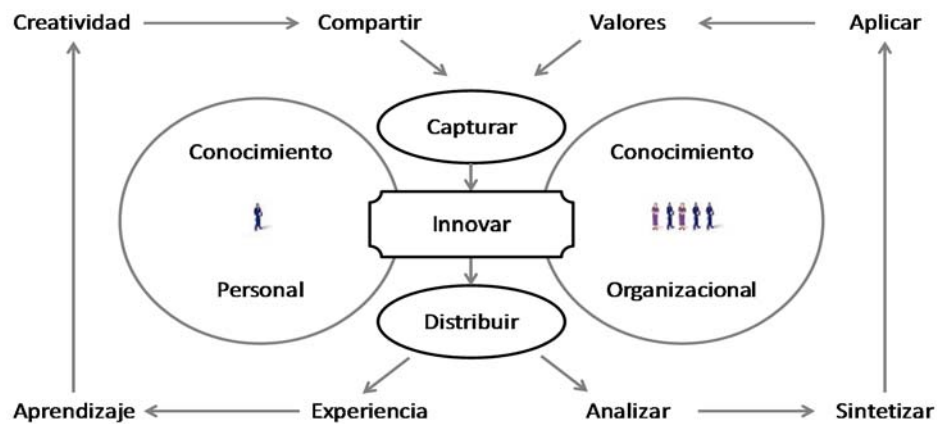 Creatividad
Compartir
Valores
Aplicar
Capturar
Conocimiento
Conocimiento
Innovar
Personal
Organizacional
Distribuir
Aprendizaje
Experiencia
Analizar
Sintetizar